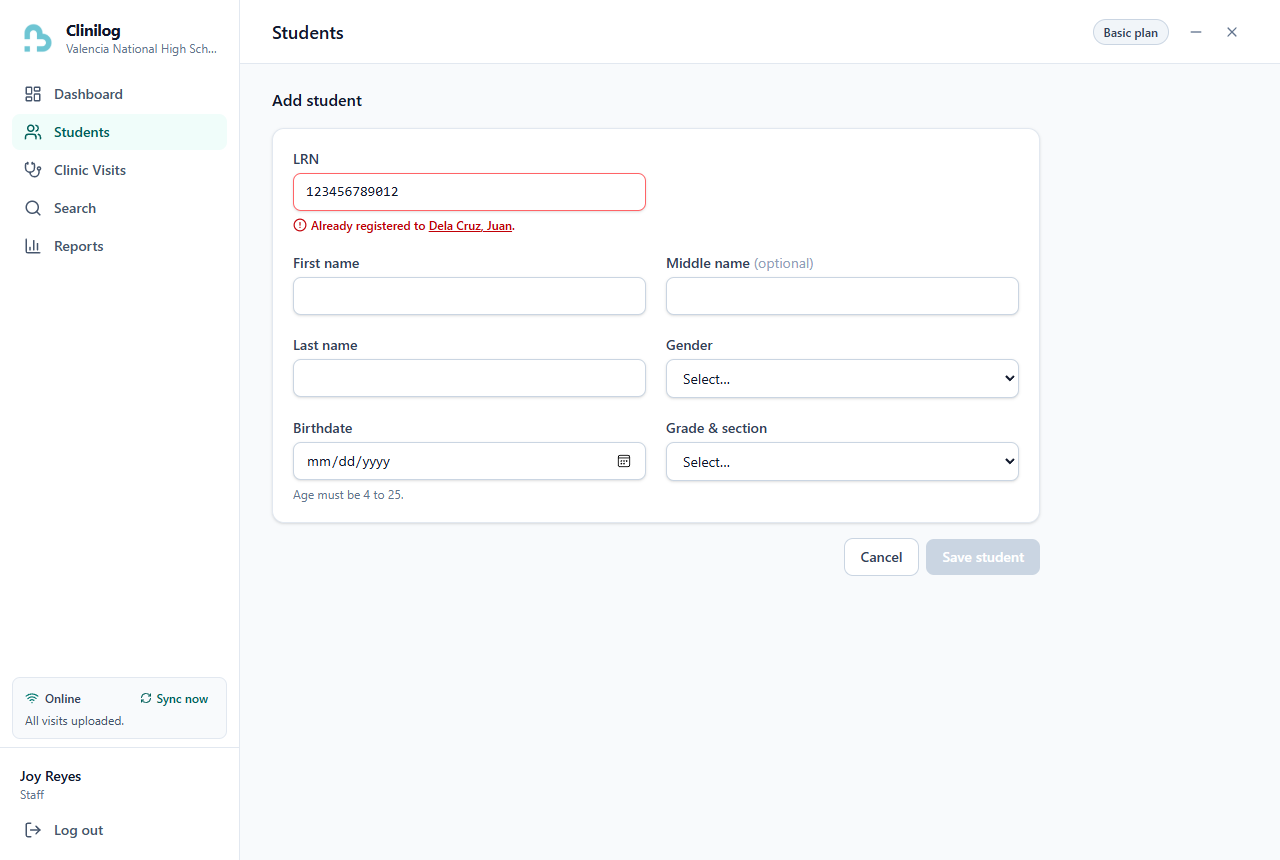 Clinilog
Valencia National High Sch...
Dashboard
Students
Clinic Visits
Search
Reports
Online
Sync now
All visits uploaded.
Joy Reyes
Staff
Log out
Students
Basic plan
Add student
LRN
123456789012
Already registered to Dela Cruz, Juan.
First name
Middle name (optional)
Last name
Gender
Select...
Birthdate
Grade & section
mm/dd/yyyy
Select...
Age must be 4 to 25.
Cancel
Save student